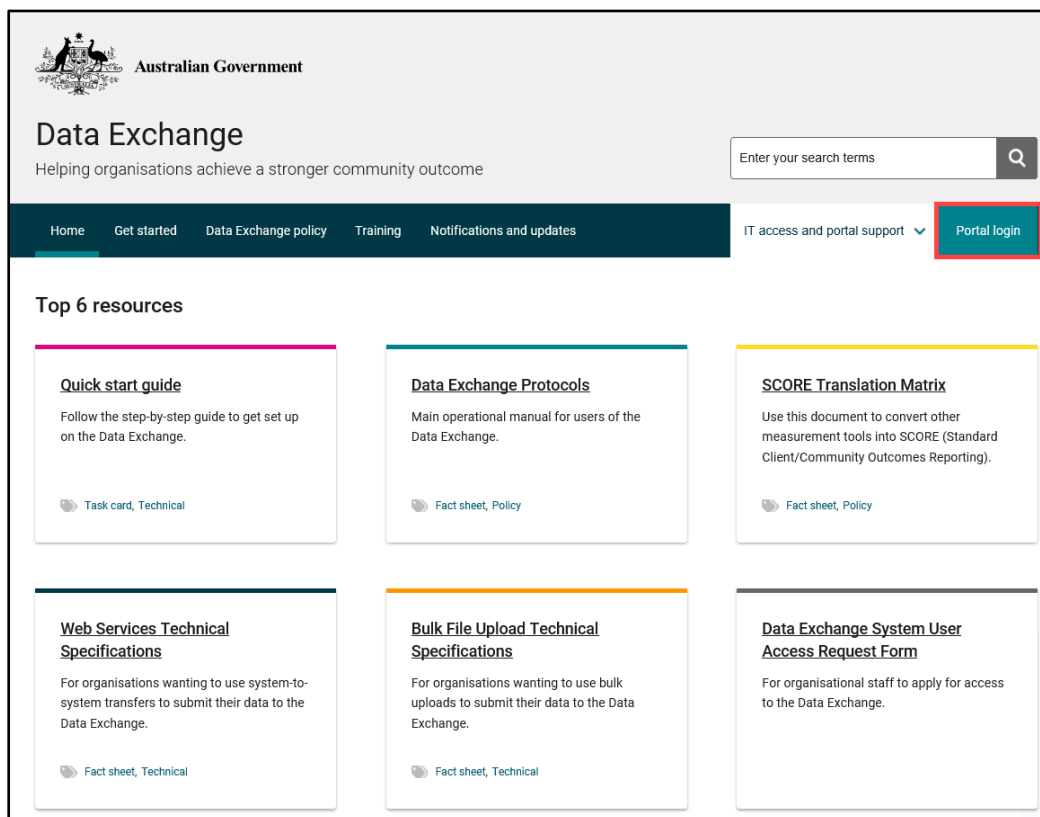 Australian Government
Data Exchange
Helping organisations achieve a stronger community outcome
Enter your search terms
Home
Get started
Data Exchange policy
Training
Notifications and updates
IT access and portal support
Portal login
Top 6 resources
Quick start guide
Follow the step-by-step guide to get set up
on the Data Exchange.
Task card, Technical
Data Exchange Protocols
Main operational manual for users of the
Data Exchange.
Fact sheet, Policy
SCORE Translation Matrix
Use this document to convert other
measurement tools into SCORE (Standard
Client/Community Outcomes Reporting).
Fact sheet, Policy
Web Services Technical
Specifications
For organisations wanting to use system-to-
system transfers to submit their data to the
Data Exchange.
Fact sheet, Technical
Bulk File Upload Technical
Specifications
For organisations wanting to use bulk
uploads to submit their data to the Data
Exchange.
Fact sheet, Technical
Data Exchange System User
Access Request Form
For organisational staff to apply for access
to the Data Exchange.